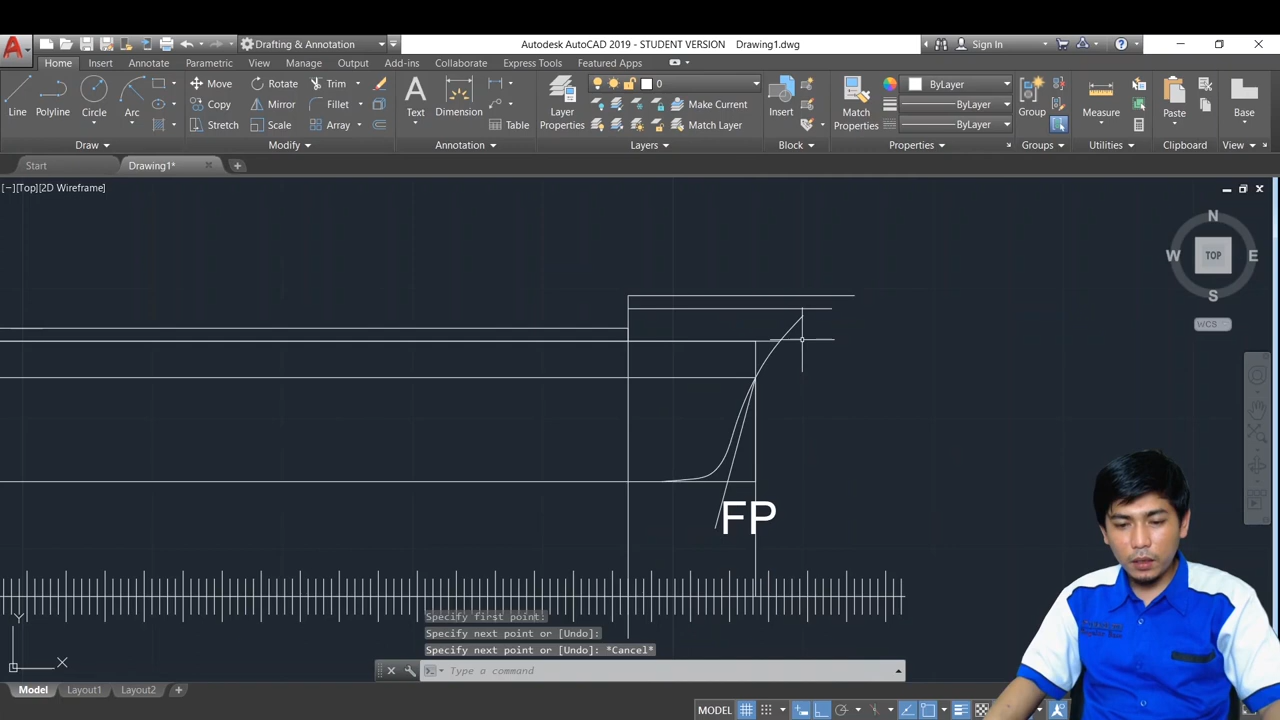 Drafting & Annotation
Autodesk AutoCAD 2019 - STUDENT VERSION Drawing1.dwg
Sign In
Home Insert Annotate Parametric View Manage Output Add-ins Collaborate Express Tools Featured Apps
Line Polyline Circle Arc
Move Rotate Trim
Copy Mirror Fillet
Stretch Scale Array
Text Dimension Table
Layer Properties
0
Make Current
Match Layer
Insert
Match Properties
ByLayer
ByLayer
ByLayer
Group
Measure
Paste
Base
Draw Modify Annotation Layers Block Properties Groups Utilities Clipboard View
Start Drawing1*
[−][Top][2D Wireframe]
N
W TOP E
S
WCS
FP
Y
X
Specify first point:
Specify next point or [Undo]:
Specify next point or [Undo]: *Cancel*
Type a command
Model Layout1 Layout2
MODEL